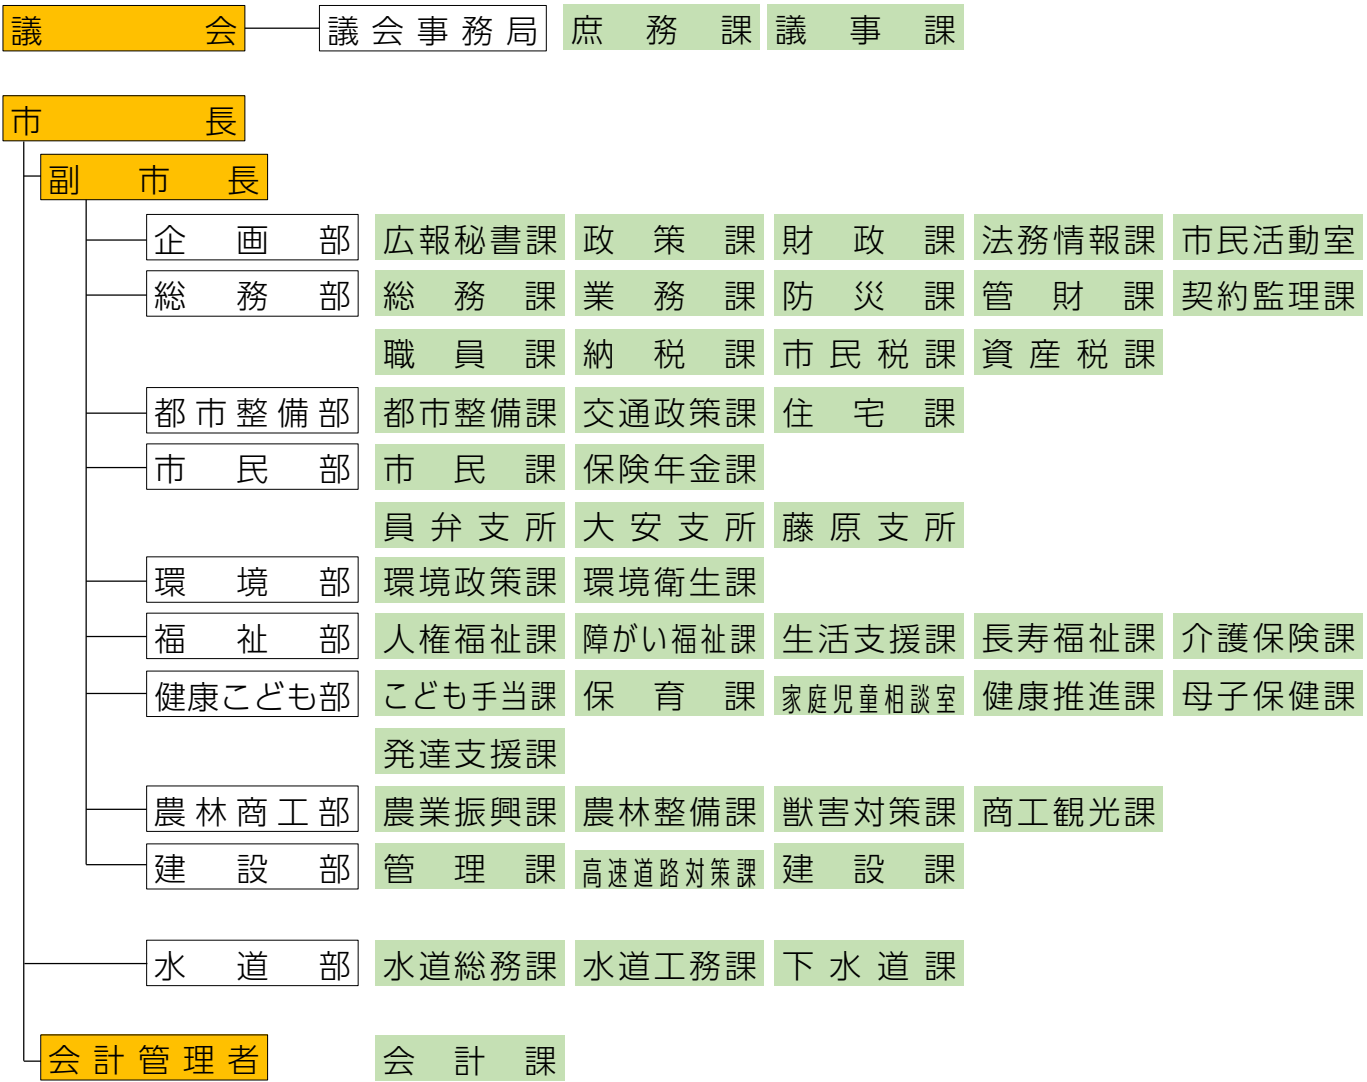 議会 議会事務局 庶務課 議事課
市長
副市長
企画部 広報秘書課 政策課 財政課 法務情報課 市民活動室
総務部 総務課 業務課 防災課 管財課 契約監理課
職員課 納税課 市民税課 資産税課
都市整備部 都市整備課 交通政策課 住宅課
市民部 市民課 保険年金課
員弁支所 大安支所 藤原支所
環境部 環境政策課 環境衛生課
福祉部 人権福祉課 障がい福祉課 生活支援課 長寿福祉課 介護保険課
健康こども部 こども手当課 保育課 家庭児童相談室 健康推進課 母子保健課
発達支援課
農林商工部 農業振興課 農林整備課 獣害対策課 商工観光課
建設部 管理課 高速道路対策課 建設課
水道部 水道総務課 水道工務課 下水道課
会計管理者 会計課